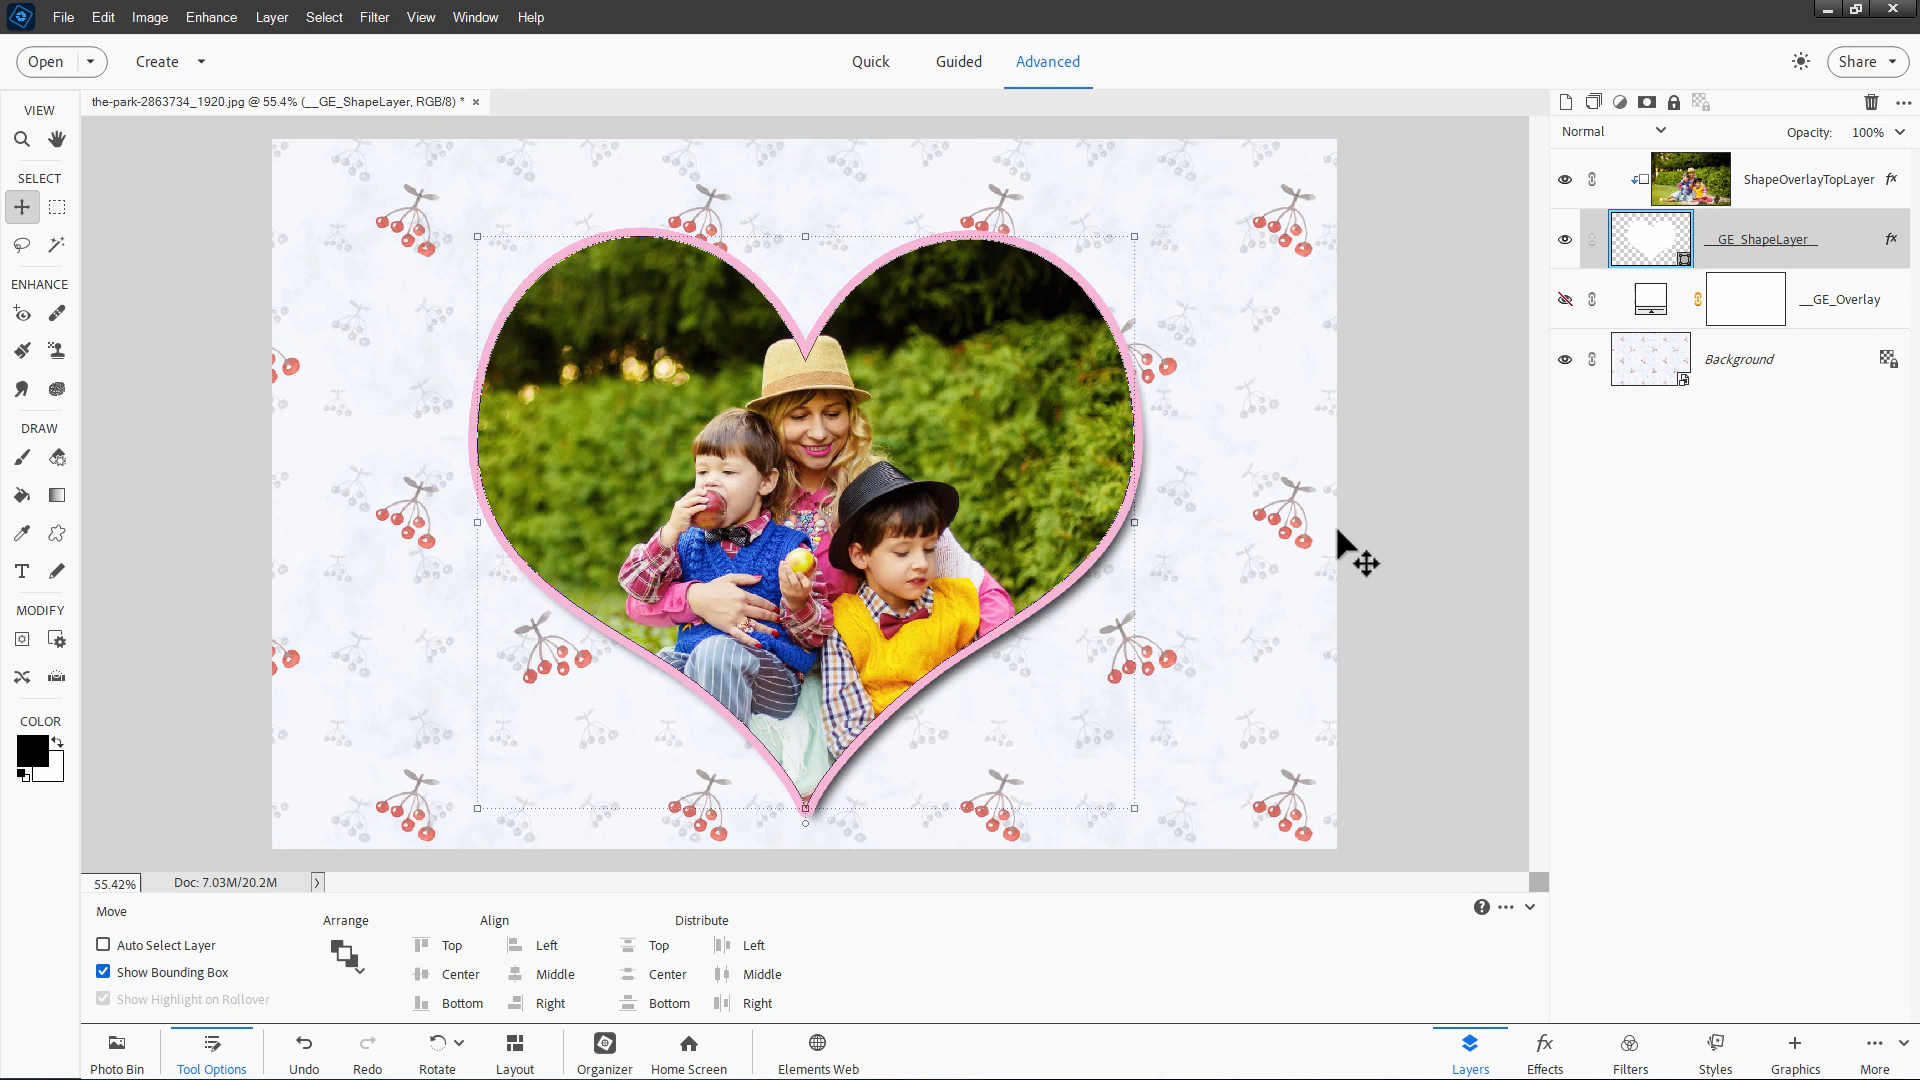 File Edit Image Enhance Layer Select Filter View Window Help
Open Create Quick Guided Advanced Share
VIEW
the-park-2863734_1920.jpg @ 55.4% (__GE_ShapeLayer, RGB/8) *
Normal Opacity: 100%
SELECT
ShapeOverlayTopLayer fx
__GE_ShapeLayer__ fx
ENHANCE
__GE_Overlay
Background
DRAW
T
MODIFY
COLOR
55.42% Doc: 7.03M/20.2M
Move
Arrange Align Distribute
Auto Select Layer Top Left Top Left
Show Bounding Box Center Middle Center Middle
Show Highlight on Rollover Bottom Right Bottom Right
Photo Bin Tool Options Undo Redo Rotate Layout Organizer Home Screen Elements Web Layers fx Effects Filters Styles Graphics More